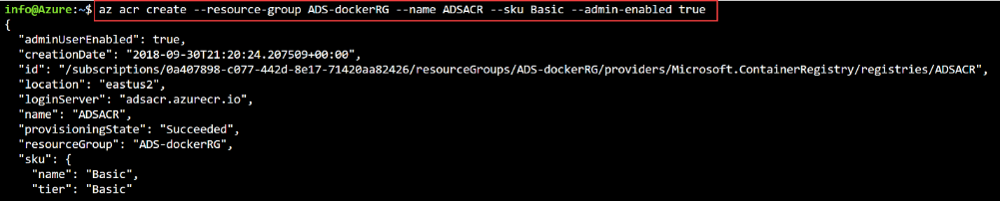 info@Azure:~$ az acr create --resource-group ADS-dockerRG --name ADSACR --sku Basic --admin-enabled true
{
  "adminUserEnabled": true,
  "creationDate": "2018-09-30T21:20:24.207509+00:00",
  "id": "/subscriptions/0a407898-c077-442d-8e17-71420aa82426/resourceGroups/ADS-dockerRG/providers/Microsoft.ContainerRegistry/registries/ADSACR",
  "location": "eastus2",
  "loginServer": "adsacr.azurecr.io",
  "name": "ADSACR",
  "provisioningState": "Succeeded",
  "resourceGroup": "ADS-dockerRG",
  "sku": {
    "name": "Basic",
    "tier": "Basic"